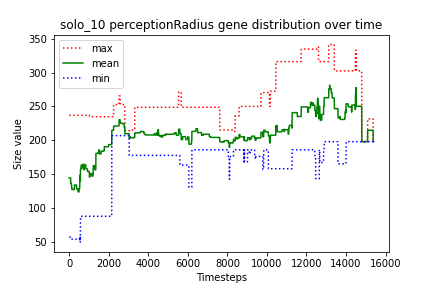 solo_10 perceptionRadius gene distribution over time
350
300
250
200
150
100
50
Size value
max
mean
min
0
2000
4000
6000
8000
10000
12000
14000
16000
Timesteps